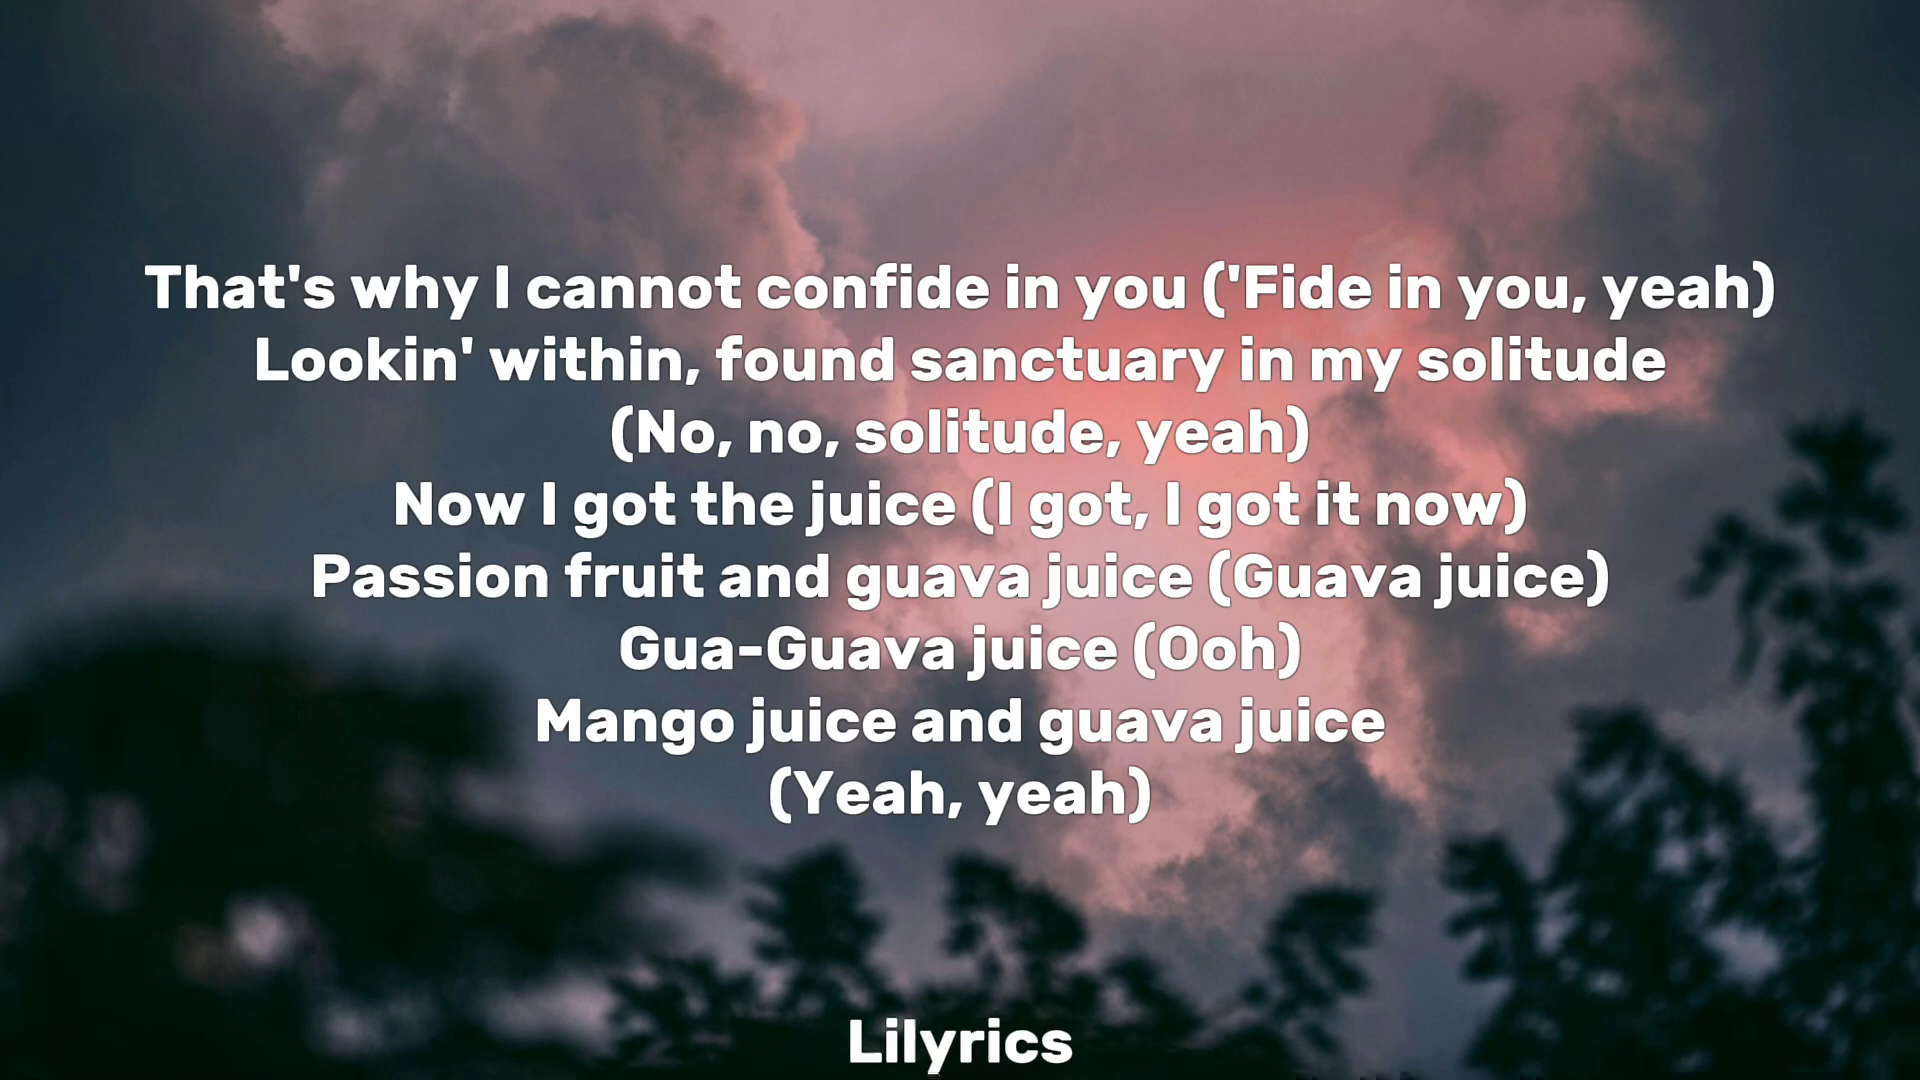 That's why I cannot confide in you ('Fide in you, yeah)
Lookin' within, found sanctuary in my solitude
(No, no, solitude, yeah)
Now I got the juice (I got, I got it now)
Passion fruit and guava juice (Guava juice)
Gua-Guava juice (Ooh)
Mango juice and guava juice
(Yeah, yeah)
Lilyrics